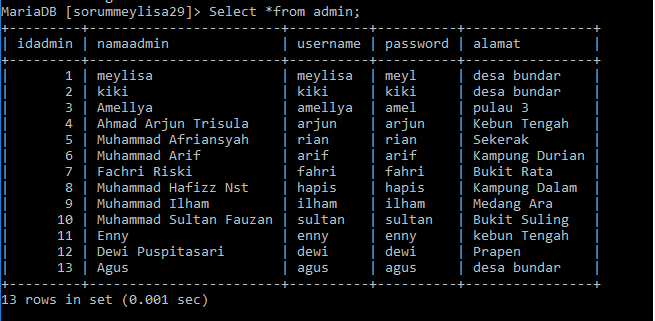 MariaDB [sorummeylisa29]> Select *from admin;
+---------+------------------------+----------+----------+----------------+
| idadmin | namaadmin              | username | password | alamat         |
+---------+------------------------+----------+----------+----------------+
|       1 | meylisa                | meylisa  | meyl     | desa bundar    |
|       2 | kiki                   | kiki     | kiki     | desa bundar    |
|       3 | Amellya                | amellya  | amel     | pulau 3        |
|       4 | Ahmad Arjun Trisula    | arjun    | arjun    | Kebun Tengah   |
|       5 | Muhammad Afriansyah    | rian     | rian     | Sekerak        |
|       6 | Muhammad Arif          | arif     | arif     | Kampung Durian |
|       7 | Fachri Riski           | fahri    | fahri    | Bukit Rata     |
|       8 | Muhammad Hafizz Nst    | hapis    | hapis    | Kampung Dalam  |
|       9 | Muhammad Ilham         | ilham    | ilham    | Medang Ara     |
|      10 | Muhammad Sultan Fauzan | sultan   | sultan   | Bukit Suling   |
|      11 | Enny                   | enny     | enny     | kebun Tengah   |
|      12 | Dewi Puspitasari       | dewi     | dewi     | Prapen         |
|      13 | Agus                   | agus     | agus     | desa bundar    |
+---------+------------------------+----------+----------+----------------+
13 rows in set (0.001 sec)